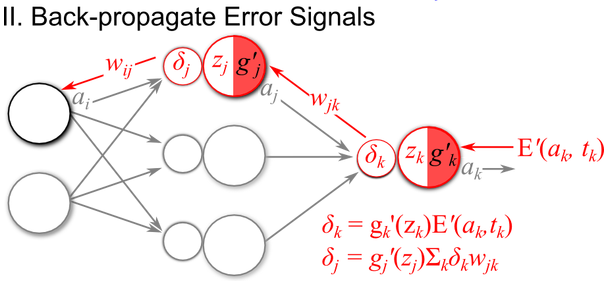 II. Back-propagate Error Signals
w_ij
δ_j z_j g'_j
a_i
a_j
w_jk
δ_k z_k g'_k
E'(a_k, t_k)
a_k
δ_k = g_k'(z_k)E'(a_k,t_k)
δ_j = g_j'(z_j)Σ_kδ_kw_jk